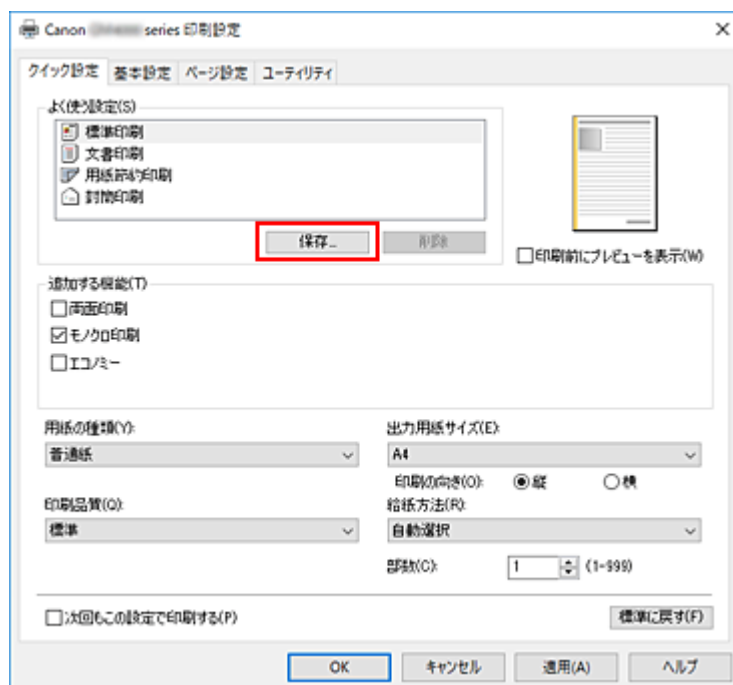 Canon series 印刷設定
クイック設定 基本設定 ページ設定 ユーティリティ
よく使う設定(S)
標準印刷
文書印刷
用紙節約印刷
封筒印刷
保存... 削除
印刷前にプレビューを表示(W)
追加する機能(T)
両面印刷
モノクロ印刷
エコノミー
用紙の種類(Y): 出力用紙サイズ(E):
普通紙 A4
印刷の向き(O): 縦 横
印刷品質(Q): 給紙方法(R):
標準 自動選択
部数(C): 1 (1-999)
次回もこの設定で印刷する(P) 標準に戻す(F)
OK キャンセル 適用(A) ヘルプ